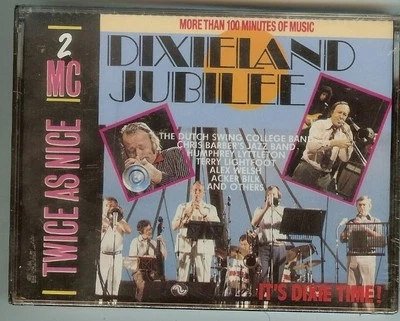 MORE THAN 100 MINUTES OF MUSIC
DIXIELAND
JUBILEE
2
MC
TWICE AS NICE
THE DUTCH SWING COLLEGE BAND
CHRIS BARBER'S JAZZ BAND
HUMPHREY LYTTLETON
TERRY LIGHTFOOT
ALEX WELSH
ACKER BILK
AND OTHERS
IT'S DIXIE TIME!